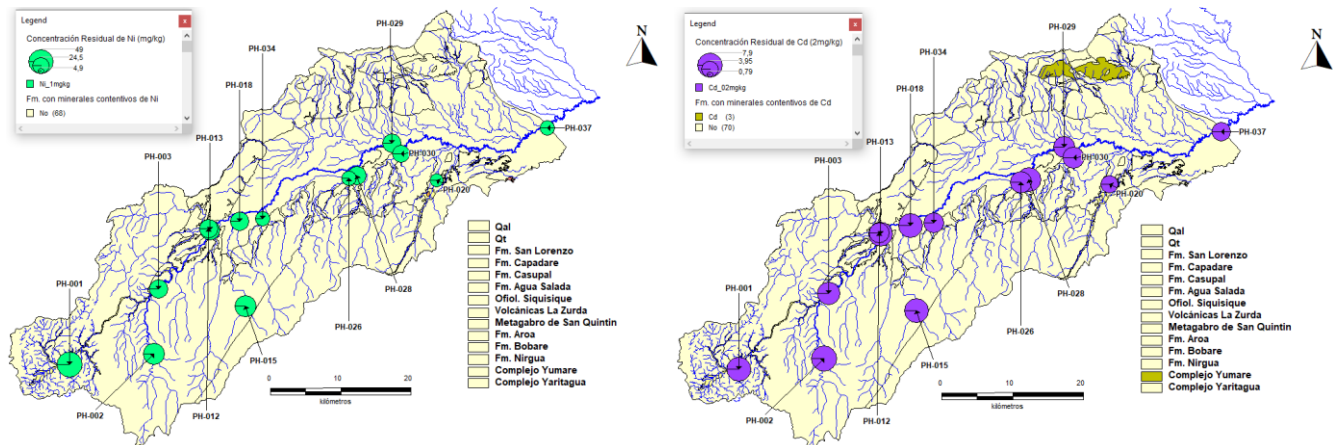 Legend
x
Concentración Residual de Ni (mg/kg)
49
24,5
4,9
Ni_1mgkg
Fm. con minerales contentivos de Ni
No (68)
N
PH-029
PH-034
PH-018
PH-013
PH-003
PH-001
PH-037
PH-030
PH-020
PH-028
PH-026
PH-015
PH-012
PH-002
0 10 20
kilómetros
Qal
Qt
Fm. San Lorenzo
Fm. Capadare
Fm. Casupal
Fm. Agua Salada
Ofiol. Siquisique
Volcánicas La Zurda
Metagabro de San Quintin
Fm. Aroa
Fm. Bobare
Fm. Nirgua
Complejo Yumare
Complejo Yaritagua
Legend
x
Concentración Residual de Cd (2mg/kg)
7,9
3,95
0,79
Cd_02mgkg
Fm. con minerales contentivos de Cd
Cd (3)
No (70)
N
PH-029
PH-034
PH-018
PH-013
PH-003
PH-001
PH-037
PH-030
PH-020
PH-028
PH-026
PH-015
PH-012
PH-002
0 10 20
kilómetros
Qal
Qt
Fm. San Lorenzo
Fm. Capadare
Fm. Casupal
Fm. Agua Salada
Ofiol. Siquisique
Volcánicas La Zurda
Metagabro de San Quintin
Fm. Aroa
Fm. Bobare
Fm. Nirgua
Complejo Yumare
Complejo Yaritagua